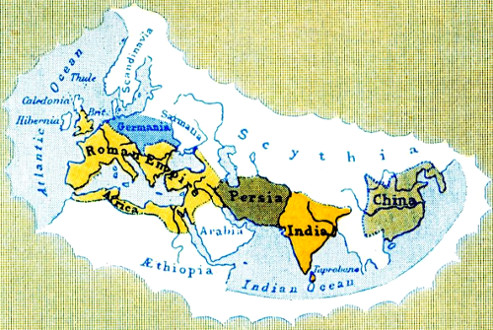 Atlantic Ocean
Thule
Scandinavia
Caledonia
Hibernia
Brit.
Germania
Sarmatia
Scythia
Roman Empire
Africa
Persia
China
Arabia
India
Æthiopia
Taprobane
Indian Ocean